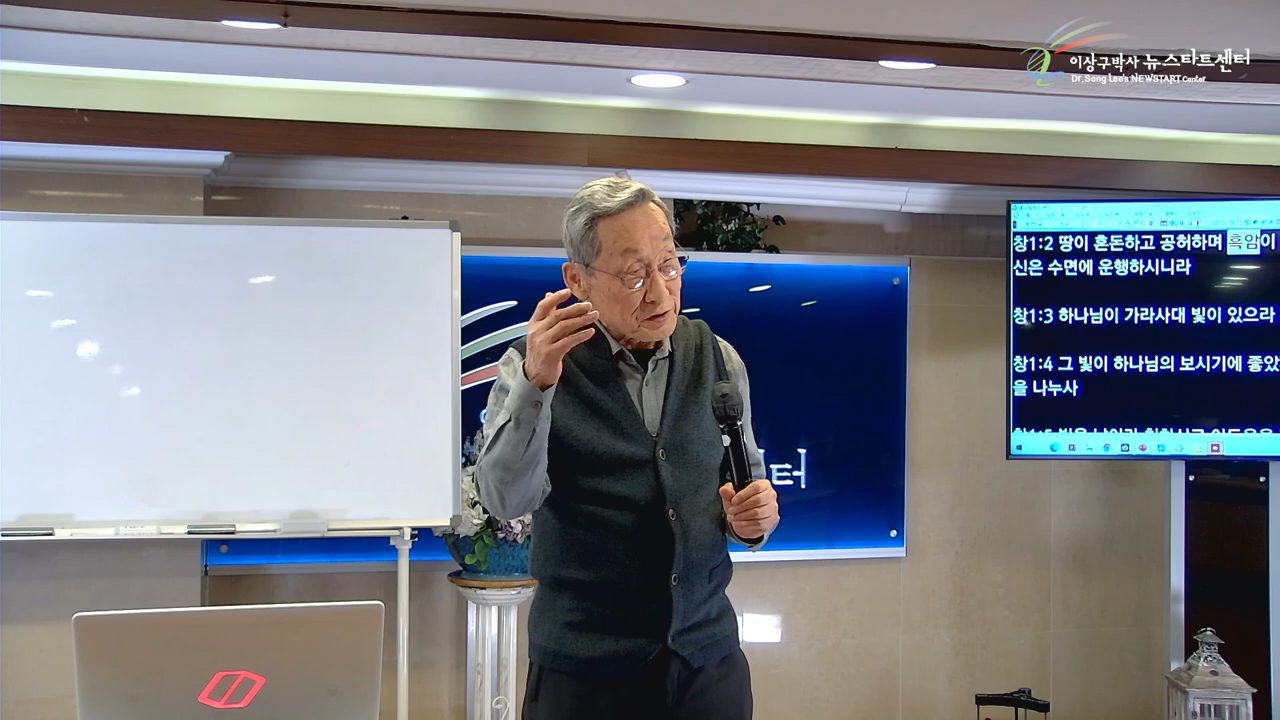 이상구박사 뉴스타트센터
Dr. Sang Lee's NEWSTART Center
창1:2 땅이 혼돈하고 공허하며 흑암이
신은 수면에 운행하시니라
창1:3 하나님이 가라사대 빛이 있으라
창1:4 그 빛이 하나님의 보시기에 좋았
을 나누사
터